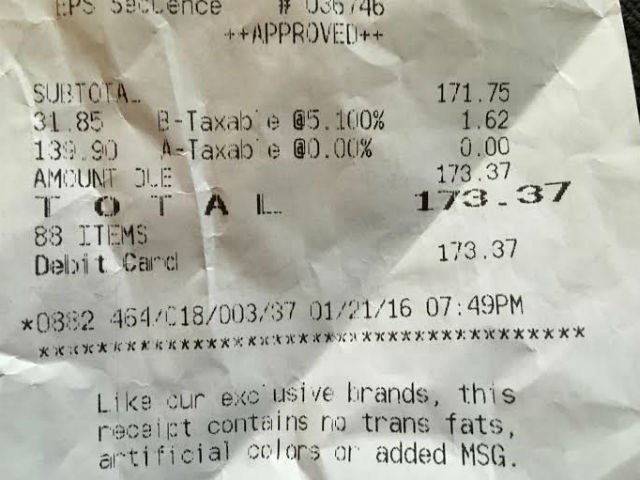 EPS Sequence # 036746
++APPROVED++
SUBTOTAL 171.75
31.85 B-Taxable @5.100% 1.62
139.90 A-Taxable @0.00% 0.00
AMOUNT DUE 173.37
TOTAL 173.37
88 ITEMS
Debit Card 173.37
*0882 464/018/003/87 01/21/16 07:49PM
****************************************
Like our exclusive brands, this
receipt contains no trans fats,
artificial colors or added MSG.